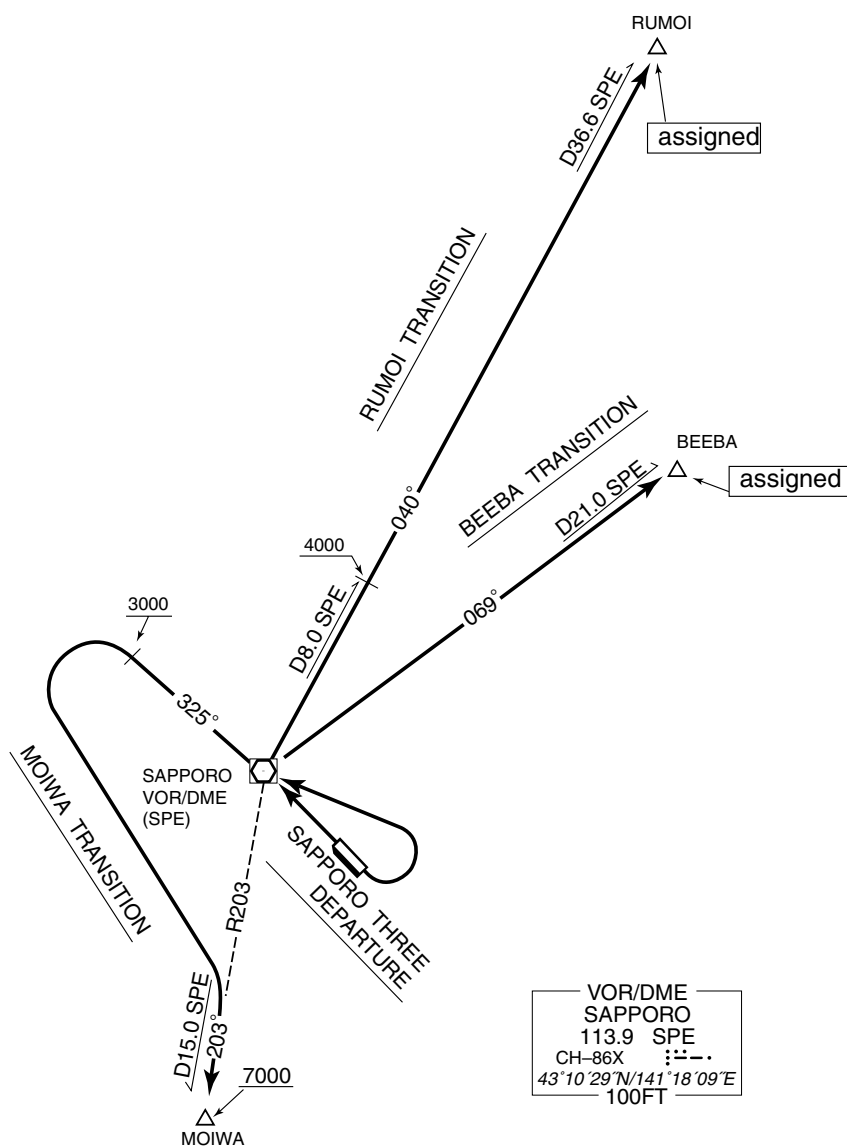 RUMOI
D36.6 SPE
assigned
RUMOI TRANSITION
BEEBA
BEEBA TRANSITION
assigned
D21.0 SPE
040°
4000
D8.0 SPE
069°
3000
325°
SAPPORO
VOR/DME
(SPE)
MOIWA TRANSITION
SAPPORO THREE
DEPARTURE
R203
D15.0 SPE
203°
7000
MOIWA
VOR/DME
SAPPORO
113.9 SPE
CH–86X
43°10´29˝N/141°18´09˝E
100FT